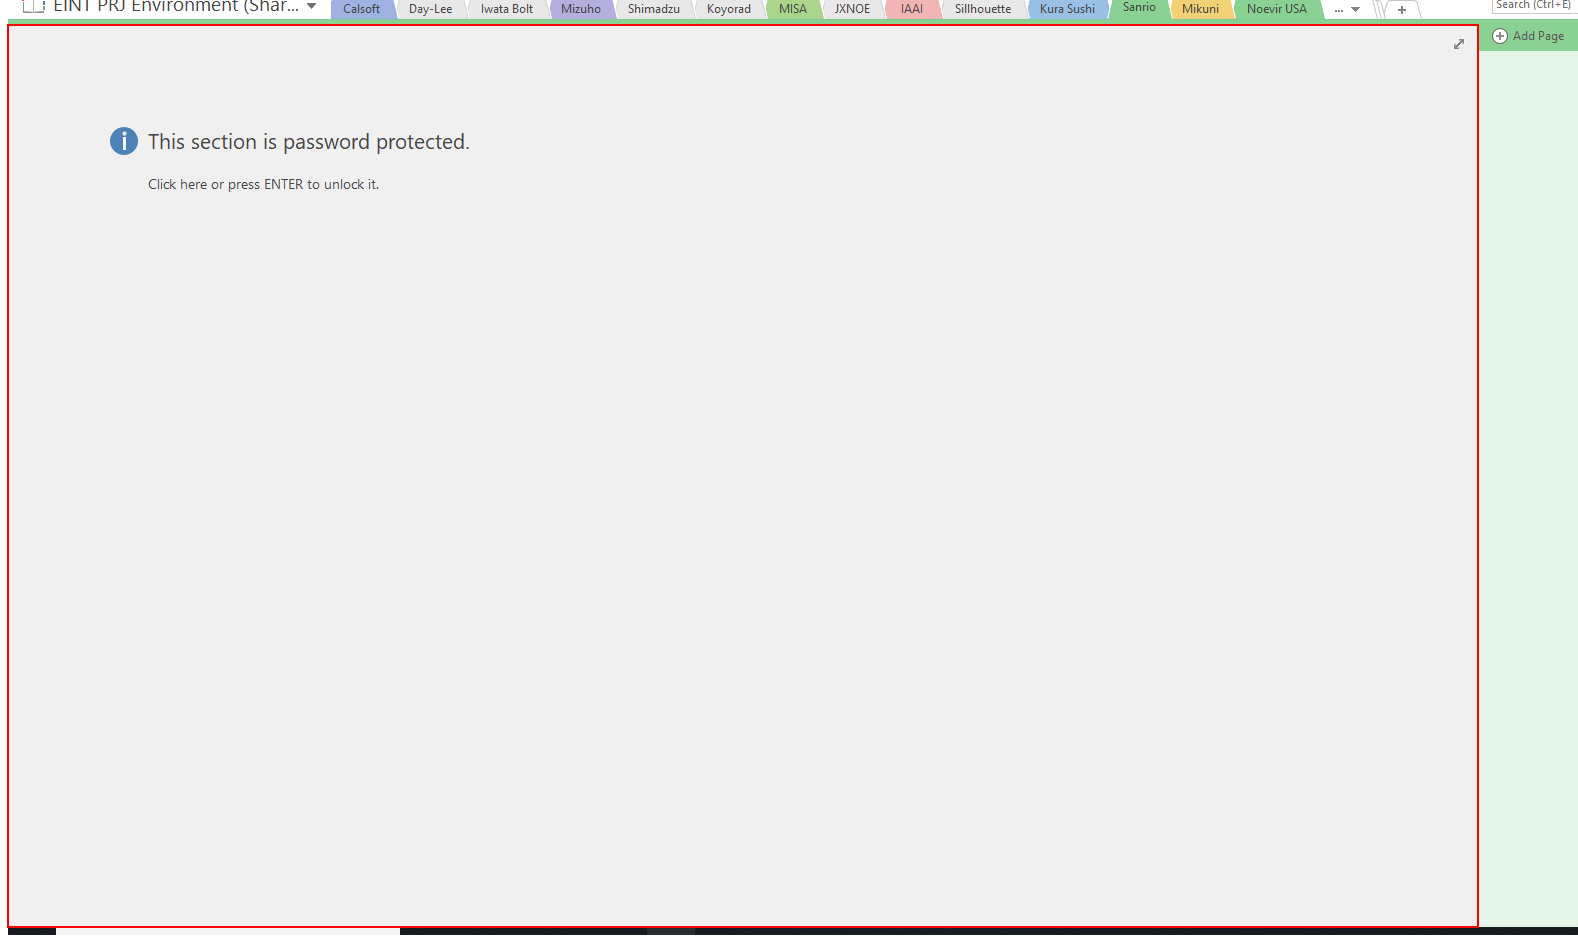 EINT PRJ Environment (Shar...
Calsoft Day-Lee Iwata Bolt Mizuho Shimadzu Koyorad MISA JXNOE IAAI Sillhouette Kura Sushi Sanrio Mikuni Noevir USA ...
Search (Ctrl+E)
Add Page
This section is password protected.
Click here or press ENTER to unlock it.